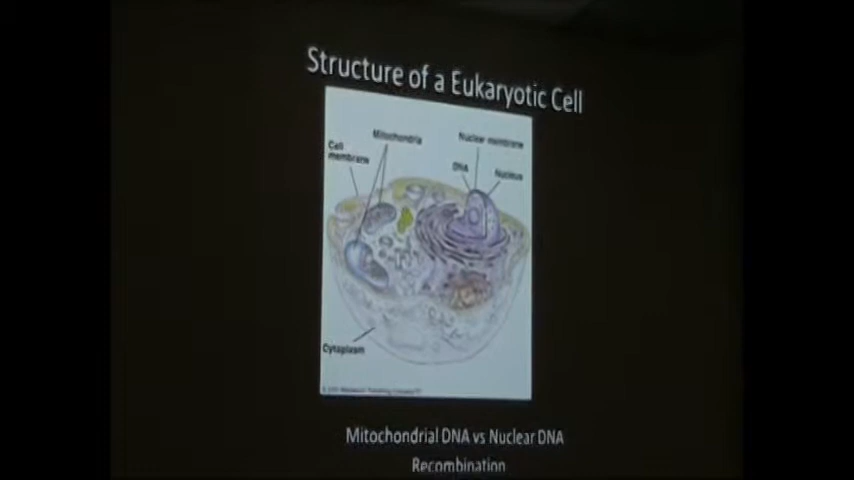 Structure of a Eukaryotic Cell
Mitochondria
Nuclear membrane
Cell
membrane
DNA
Nucleus
Cytoplasm
Mitochondrial DNA vs Nuclear DNA
Recombination